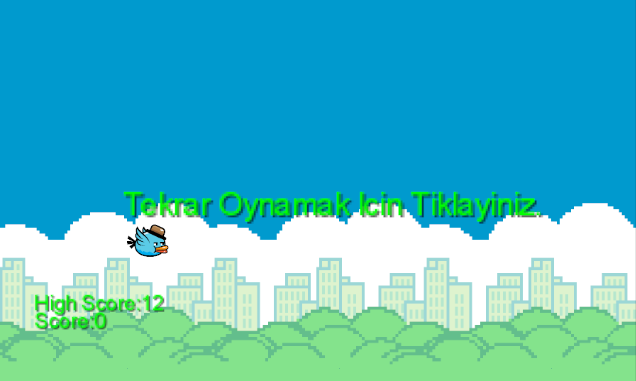 Tekrar Oynamak Icin Tiklayiniz.
High Score:12
Score:0